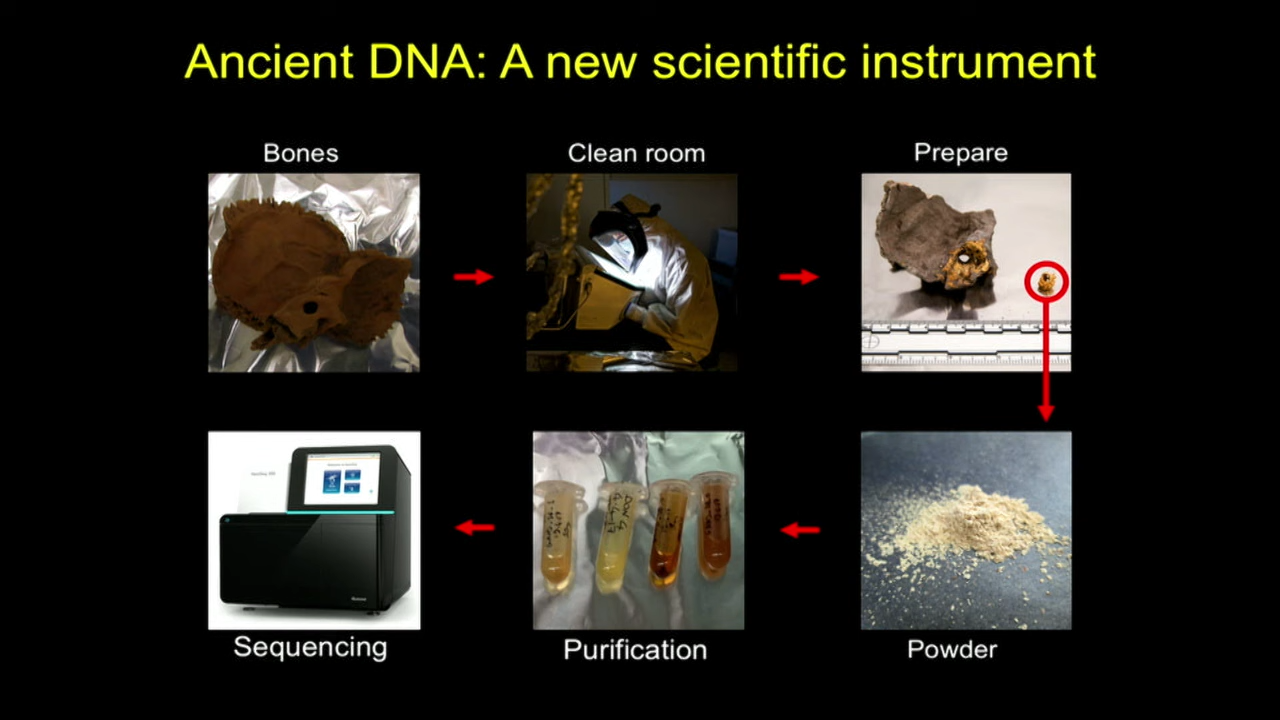 Ancient DNA: A new scientific instrument
Bones
Clean room
Prepare
Sequencing
Purification
Powder